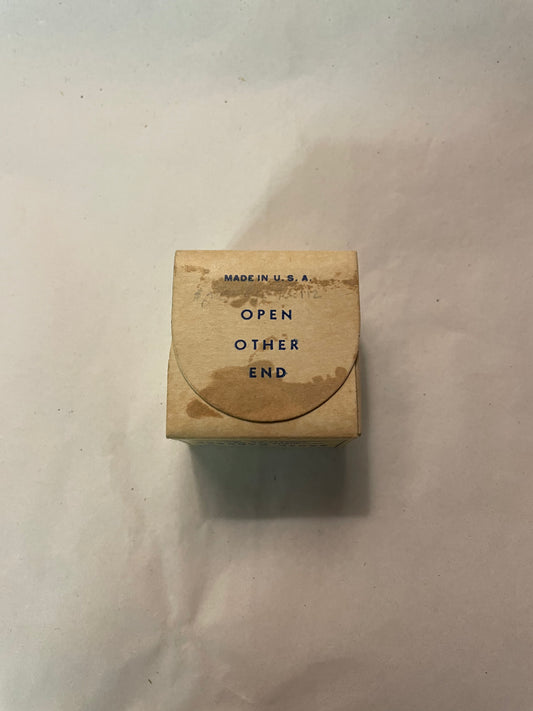 MADE IN U. S. A.
OPEN
OTHER
END